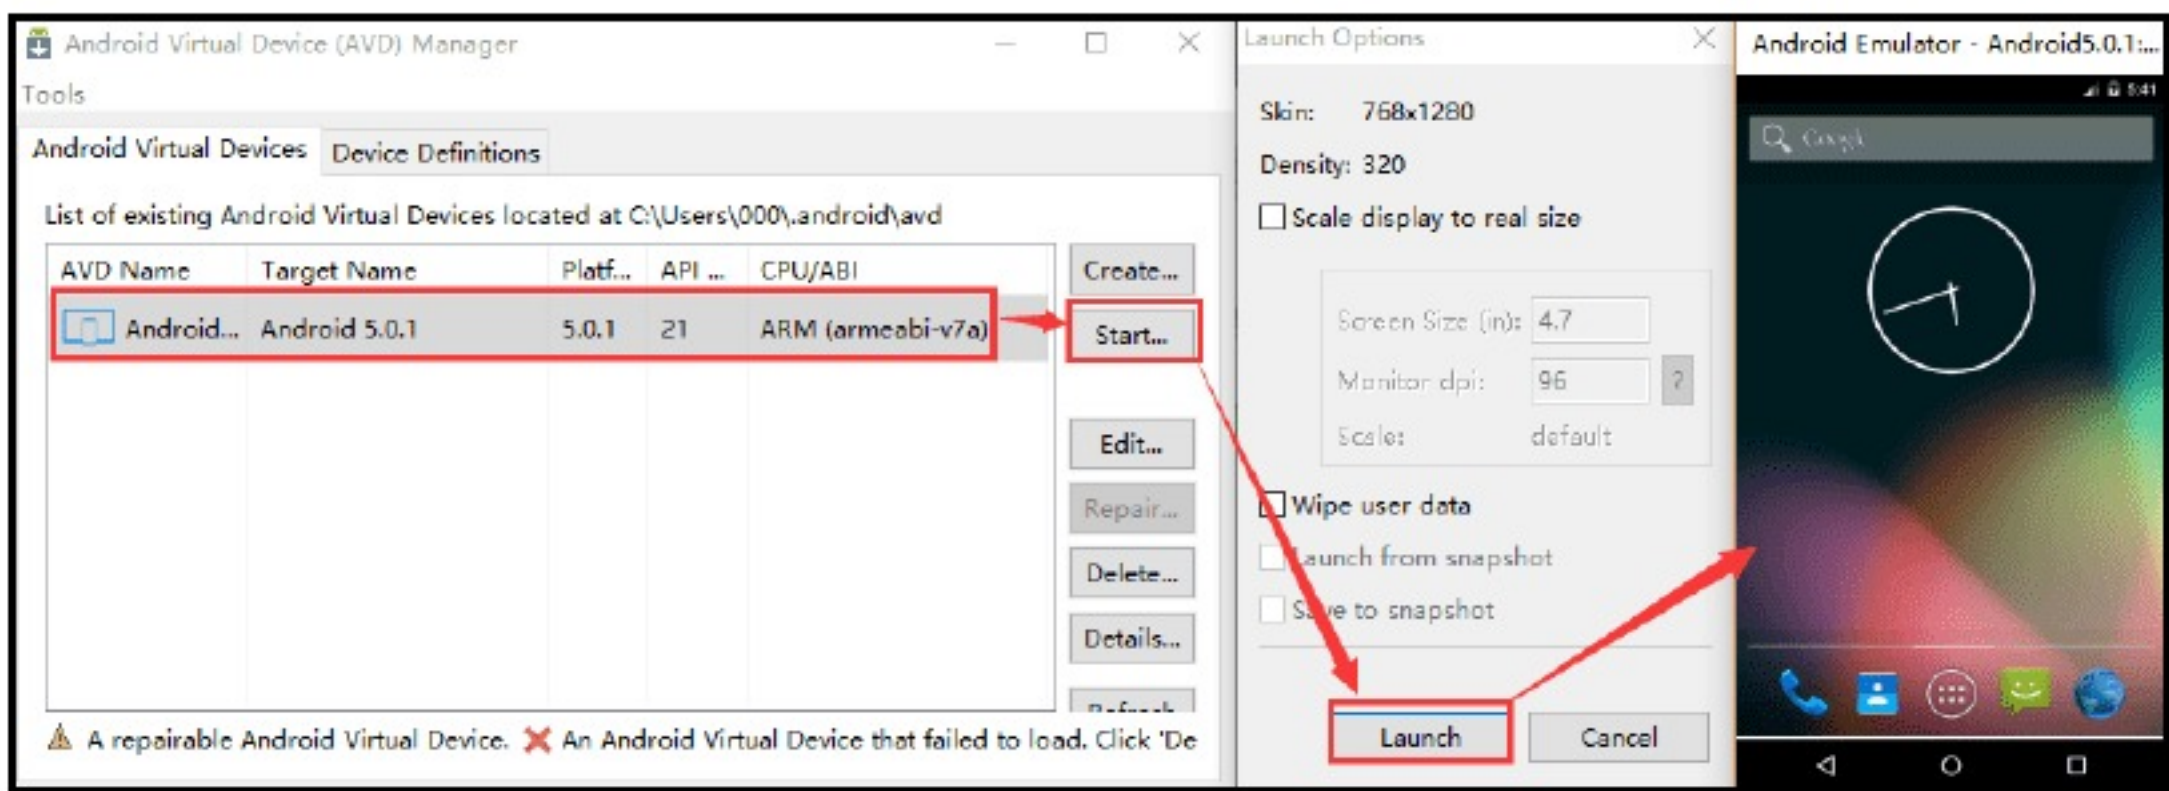 Android Virtual Device (AVD) Manager
Tools
Android Virtual Devices
Device Definitions
List of existing Android Virtual Devices located at C:\Users\000\.android\avd
AVD Name Target Name Platf... API ... CPU/ABI
Android... Android 5.0.1 5.0.1 21 ARM (armeabi-v7a)
Create...
Start...
Edit...
Repair...
Delete...
Details...
Refresh
A repairable Android Virtual Device. An Android Virtual Device that failed to load. Click 'De
Launch Options
Skin: 768x1280
Density: 320
Scale display to real size
Screen Size (in): 4.7
Monitor dpi: 96 ?
Scale: default
Wipe user data
Launch from snapshot
Save to snapshot
Launch Cancel
Android Emulator - Android5.0.1:...
5:41
Google